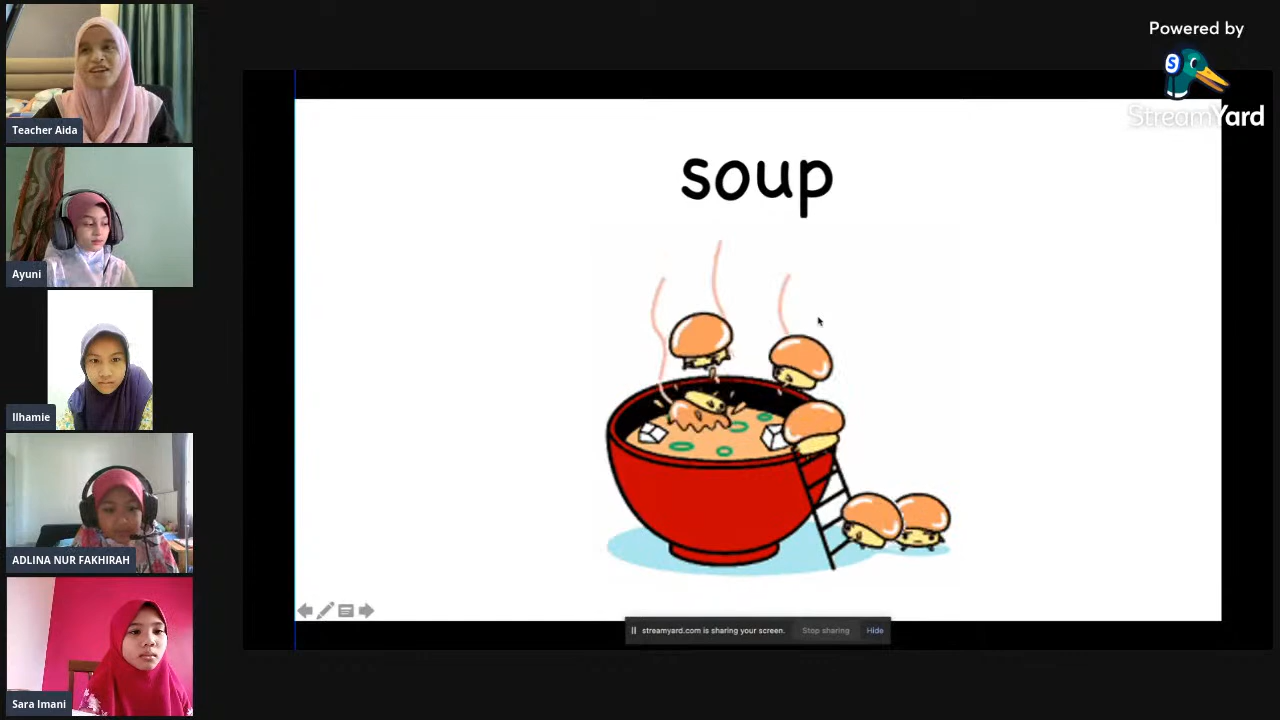 Teacher Aida
Ayuni
Ilhamie
ADLINA NUR FAKHIRAH
Sara Imani
Powered by
S
StreamYard
soup
streamyard.com is sharing your screen.
Stop sharing
Hide